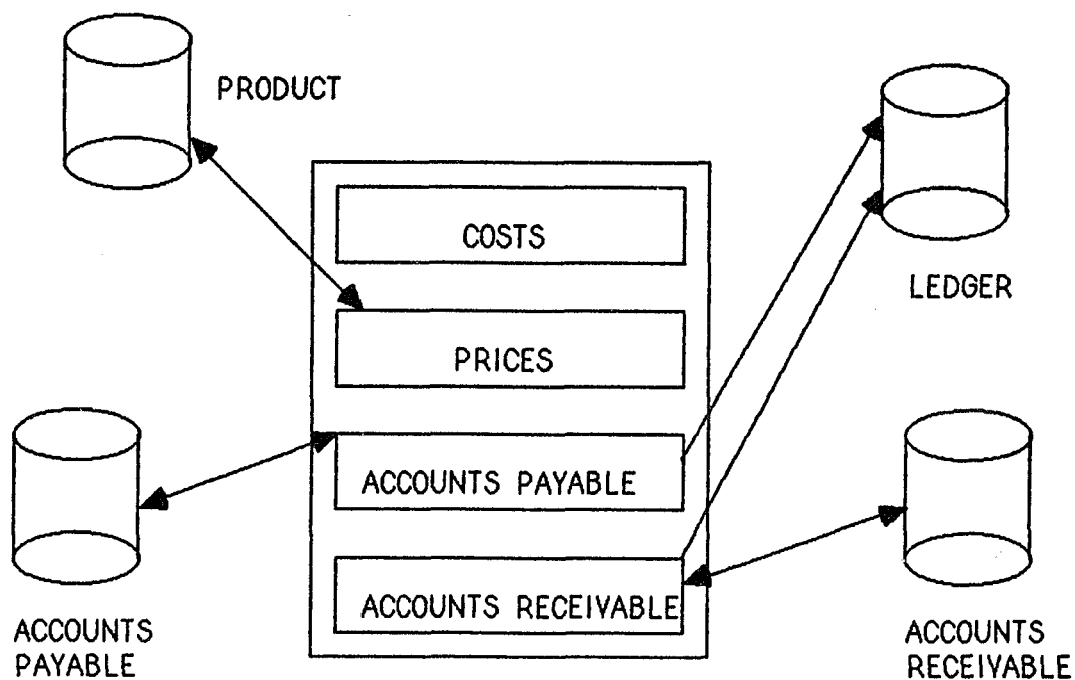 PRODUCT
COSTS
LEDGER
PRICES
ACCOUNTS PAYABLE
ACCOUNTS RECEIVABLE
ACCOUNTS
PAYABLE
ACCOUNTS
RECEIVABLE